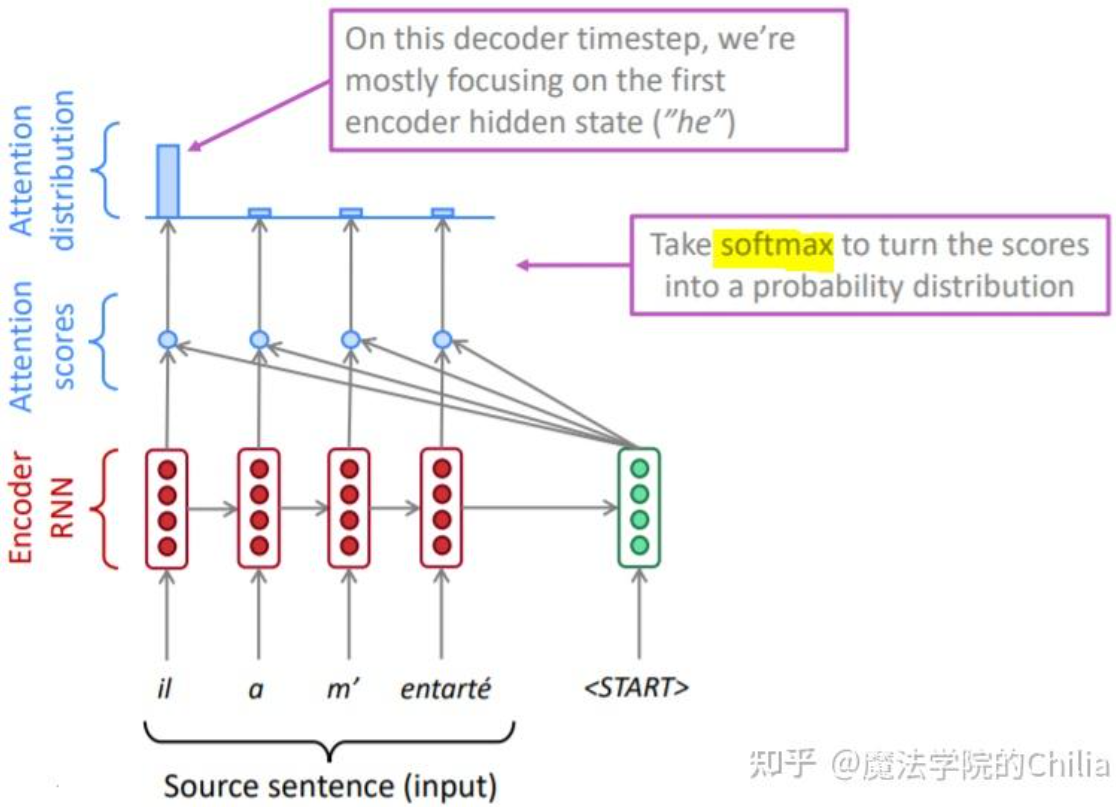 On this decoder timestep, we're
mostly focusing on the first
encoder hidden state ("he")
Attention
distribution
Take softmax to turn the scores
into a probability distribution
Attention
scores
Encoder
RNN
il a m' entarté <START>
Source sentence (input)
知乎 @魔法学院的Chilia